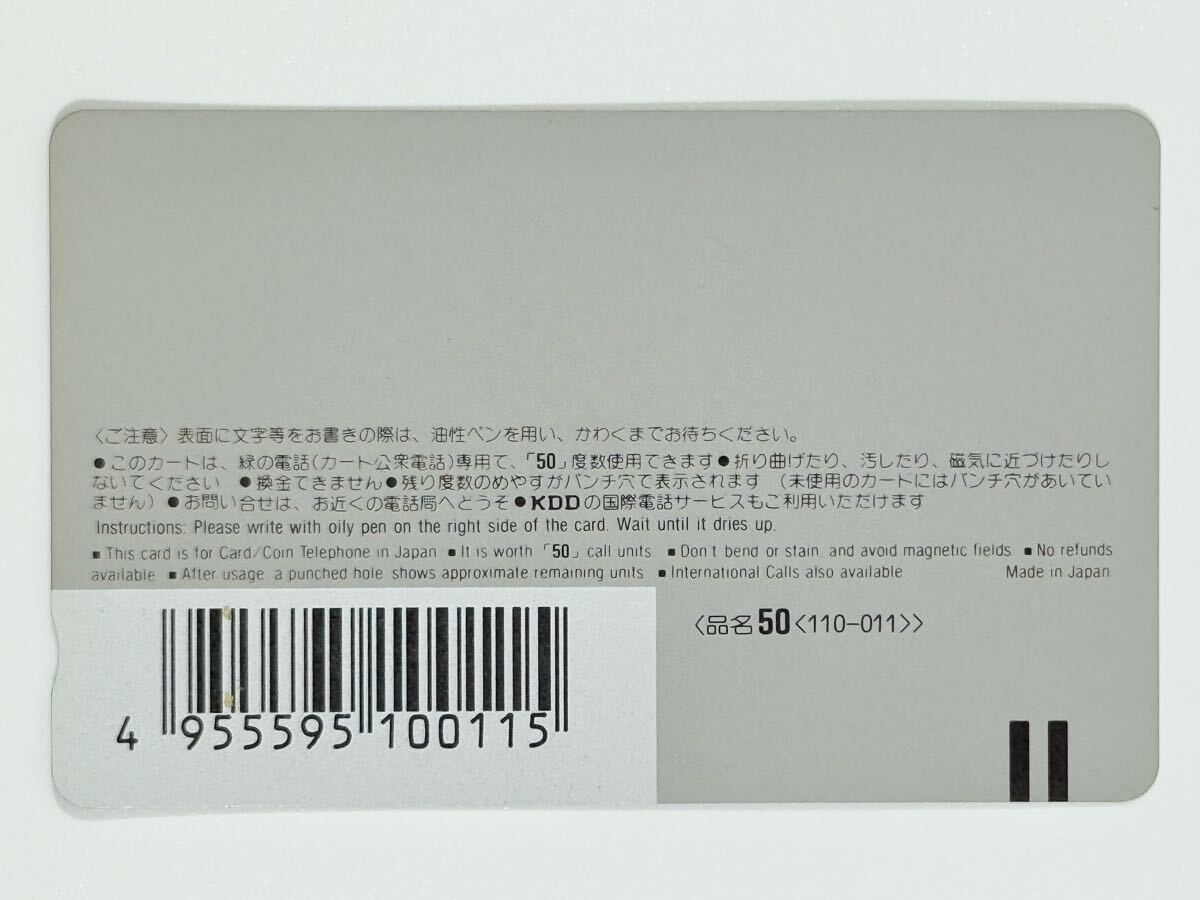 〈ご注意〉表面に文字等をお書きの際は、油性ペンを用い、かわくまでお待ちください。
●このカードは、緑の電話(カード公衆電話)専用で、「50」度数使用できます●折り曲げたり、汚したり、磁気に近づけたりし
ないでください ●換金できません●残り度数のめやすがパンチ穴で表示されます (未使用のカードにはパンチ穴があいてい
ません)●お問い合せは、お近くの電話局へどうぞ●KDDの国際電話サービスもご利用いただけます
Instructions: Please write with oily pen on the right side of the card. Wait until it dries up.
■This card is for Card/Coin Telephone in Japan ■It is worth「50」call units ■Don't bend or stain, and avoid magnetic fields ■No refunds
available ■After usage a punched hole shows approximate remaining units ■International Calls also available Made in Japan
〈品名50<110-011>〉
4 955595 100115